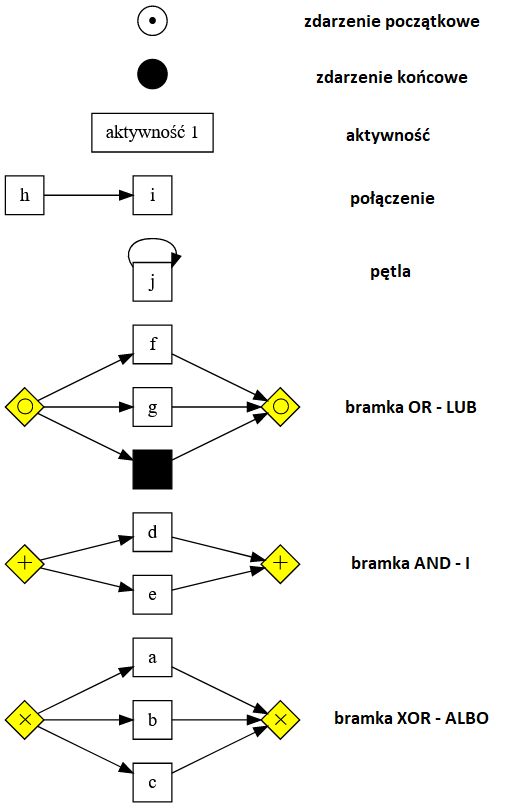 zdarzenie początkowe
zdarzenie końcowe
aktywność 1
aktywność
h
i
połączenie
j
pętla
f
g
bramka OR - LUB
d
e
bramka AND - I
a
b
c
bramka XOR - ALBO